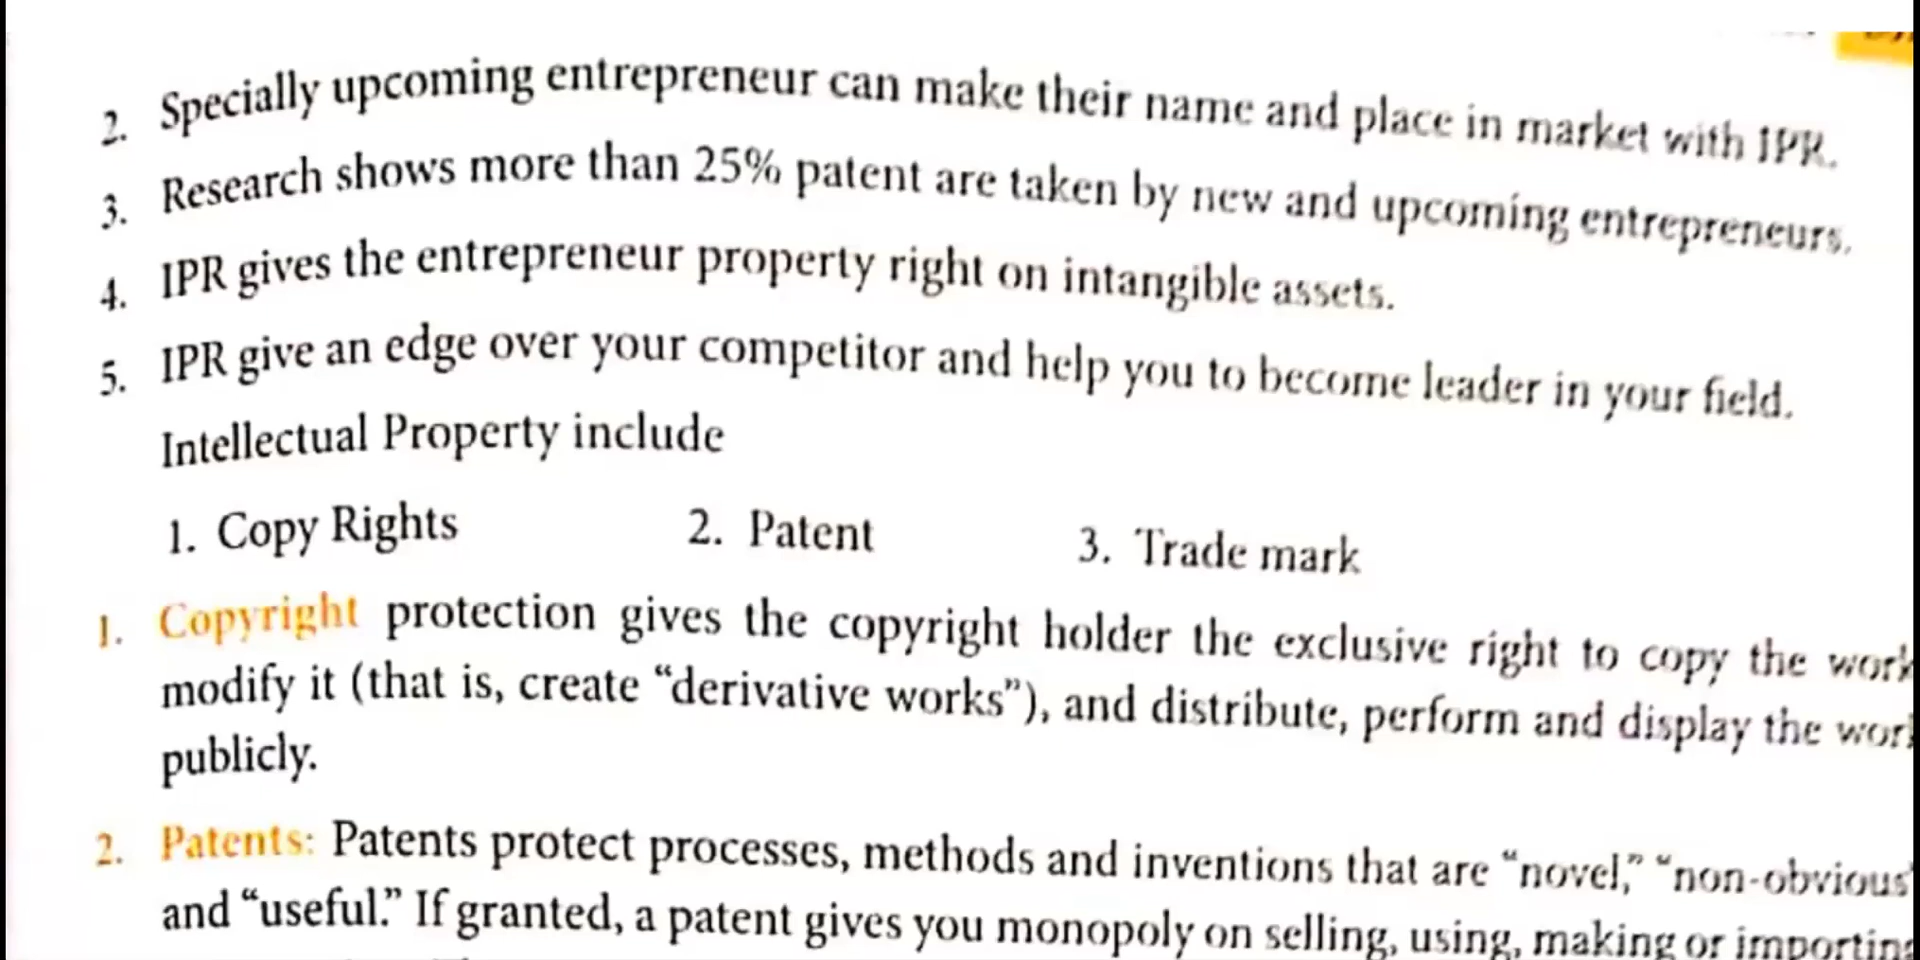 2. Specially upcoming entrepreneur can make their name and place in market with IPR.
3. Research shows more than 25% patent are taken by new and upcoming entrepreneurs.
4. IPR gives the entrepreneur property right on intangible assets.
5. IPR give an edge over your competitor and help you to become leader in your field.
Intellectual Property include
1. Copy Rights 2. Patent 3. Trade mark
1. Copyright protection gives the copyright holder the exclusive right to copy the work
modify it (that is, create “derivative works”), and distribute, perform and display the work
publicly.
2. Patents: Patents protect processes, methods and inventions that are “novel,” “non-obvious”
and “useful.” If granted, a patent gives you monopoly on selling, using, making or importing